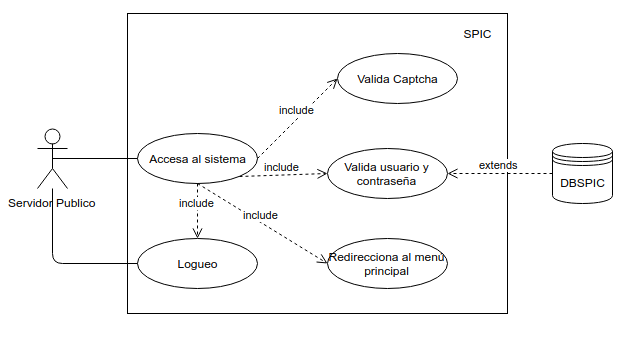 SPIC
Valida Captcha
include
Accesa al sistema
include
Valida usuario y
contraseña
extends
DBSPIC
Servidor Publico
include
include
Logueo
Redirecciona al menú
principal